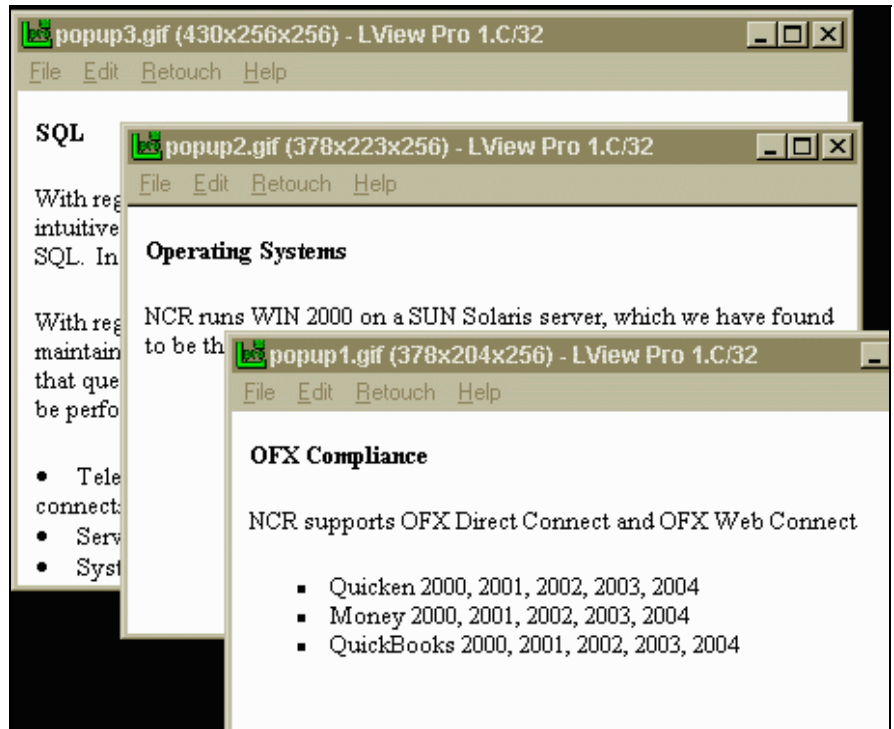 popup3.gif (430x256x256) - LView Pro 1.C/32
File Edit Retouch Help
SQL
With reg
intuitive
SQL. In
With reg
maintain
that que
be perfo
• Tele
connect
• Serv
• Syst
popup2.gif (378x223x256) - LView Pro 1.C/32
File Edit Retouch Help
Operating Systems
NCR runs WIN 2000 on a SUN Solaris server, which we have found
to be th
popup1.gif (378x204x256) - LView Pro 1.C/32
File Edit Retouch Help
OFX Compliance
NCR supports OFX Direct Connect and OFX Web Connect
▪ Quicken 2000, 2001, 2002, 2003, 2004
▪ Money 2000, 2001, 2002, 2003, 2004
▪ QuickBooks 2000, 2001, 2002, 2003, 2004